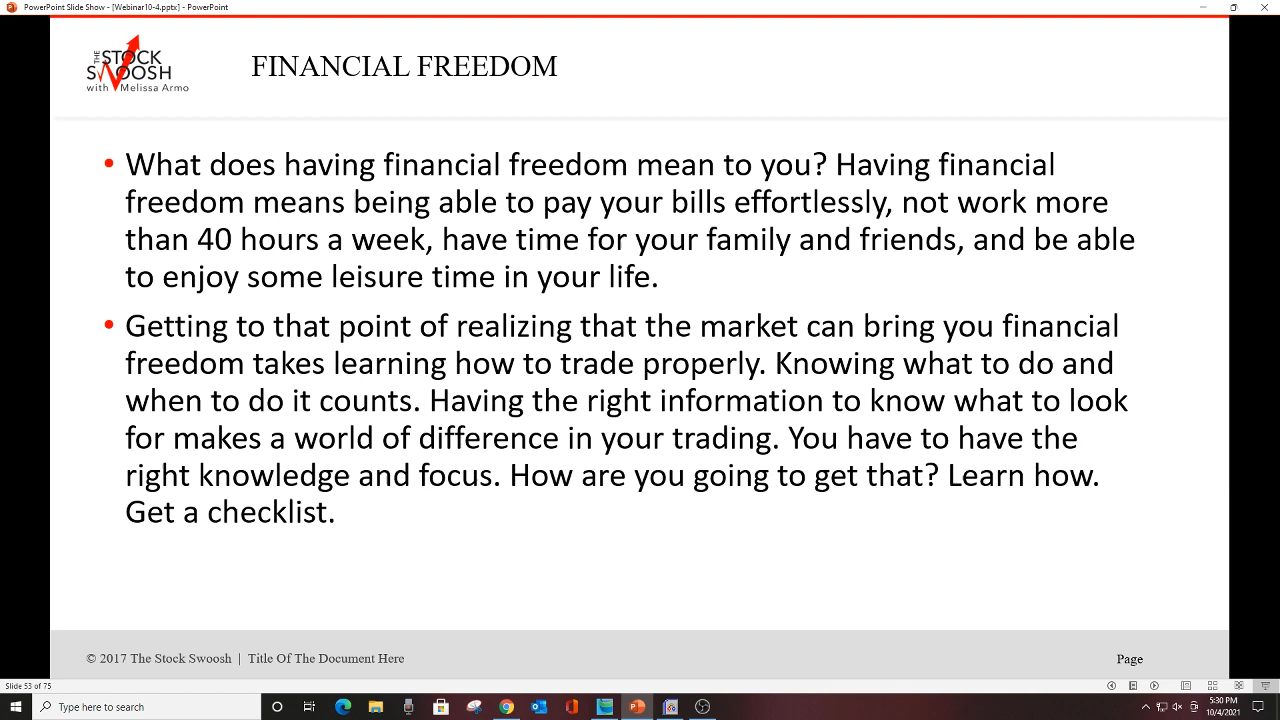 PowerPoint Slide Show - [Webinar10-4.pptx] - PowerPoint
THE
STOCK
SWOOSH
with Melissa Armo
FINANCIAL FREEDOM
• What does having financial freedom mean to you? Having financial
freedom means being able to pay your bills effortlessly, not work more
than 40 hours a week, have time for your family and friends, and be able
to enjoy some leisure time in your life.
• Getting to that point of realizing that the market can bring you financial
freedom takes learning how to trade properly. Knowing what to do and
when to do it counts. Having the right information to know what to look
for makes a world of difference in your trading. You have to have the
right knowledge and focus. How are you going to get that? Learn how.
Get a checklist.
© 2017 The Stock Swoosh | Title Of The Document Here
Page
Slide 53 of 75
Type here to search
5:30 PM
10/4/2021